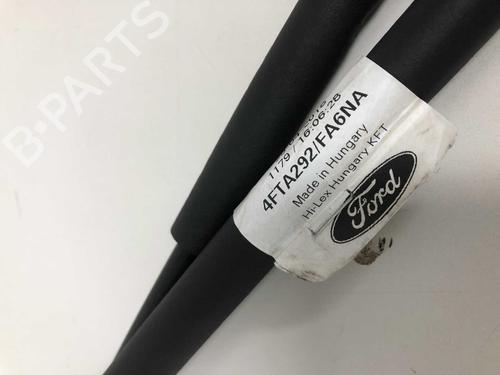 B-PARTS
1179 / 16:06:28
4FTA292/FA6NA
Made in Hungary
Hi-Lex Hungary KFT
Ford